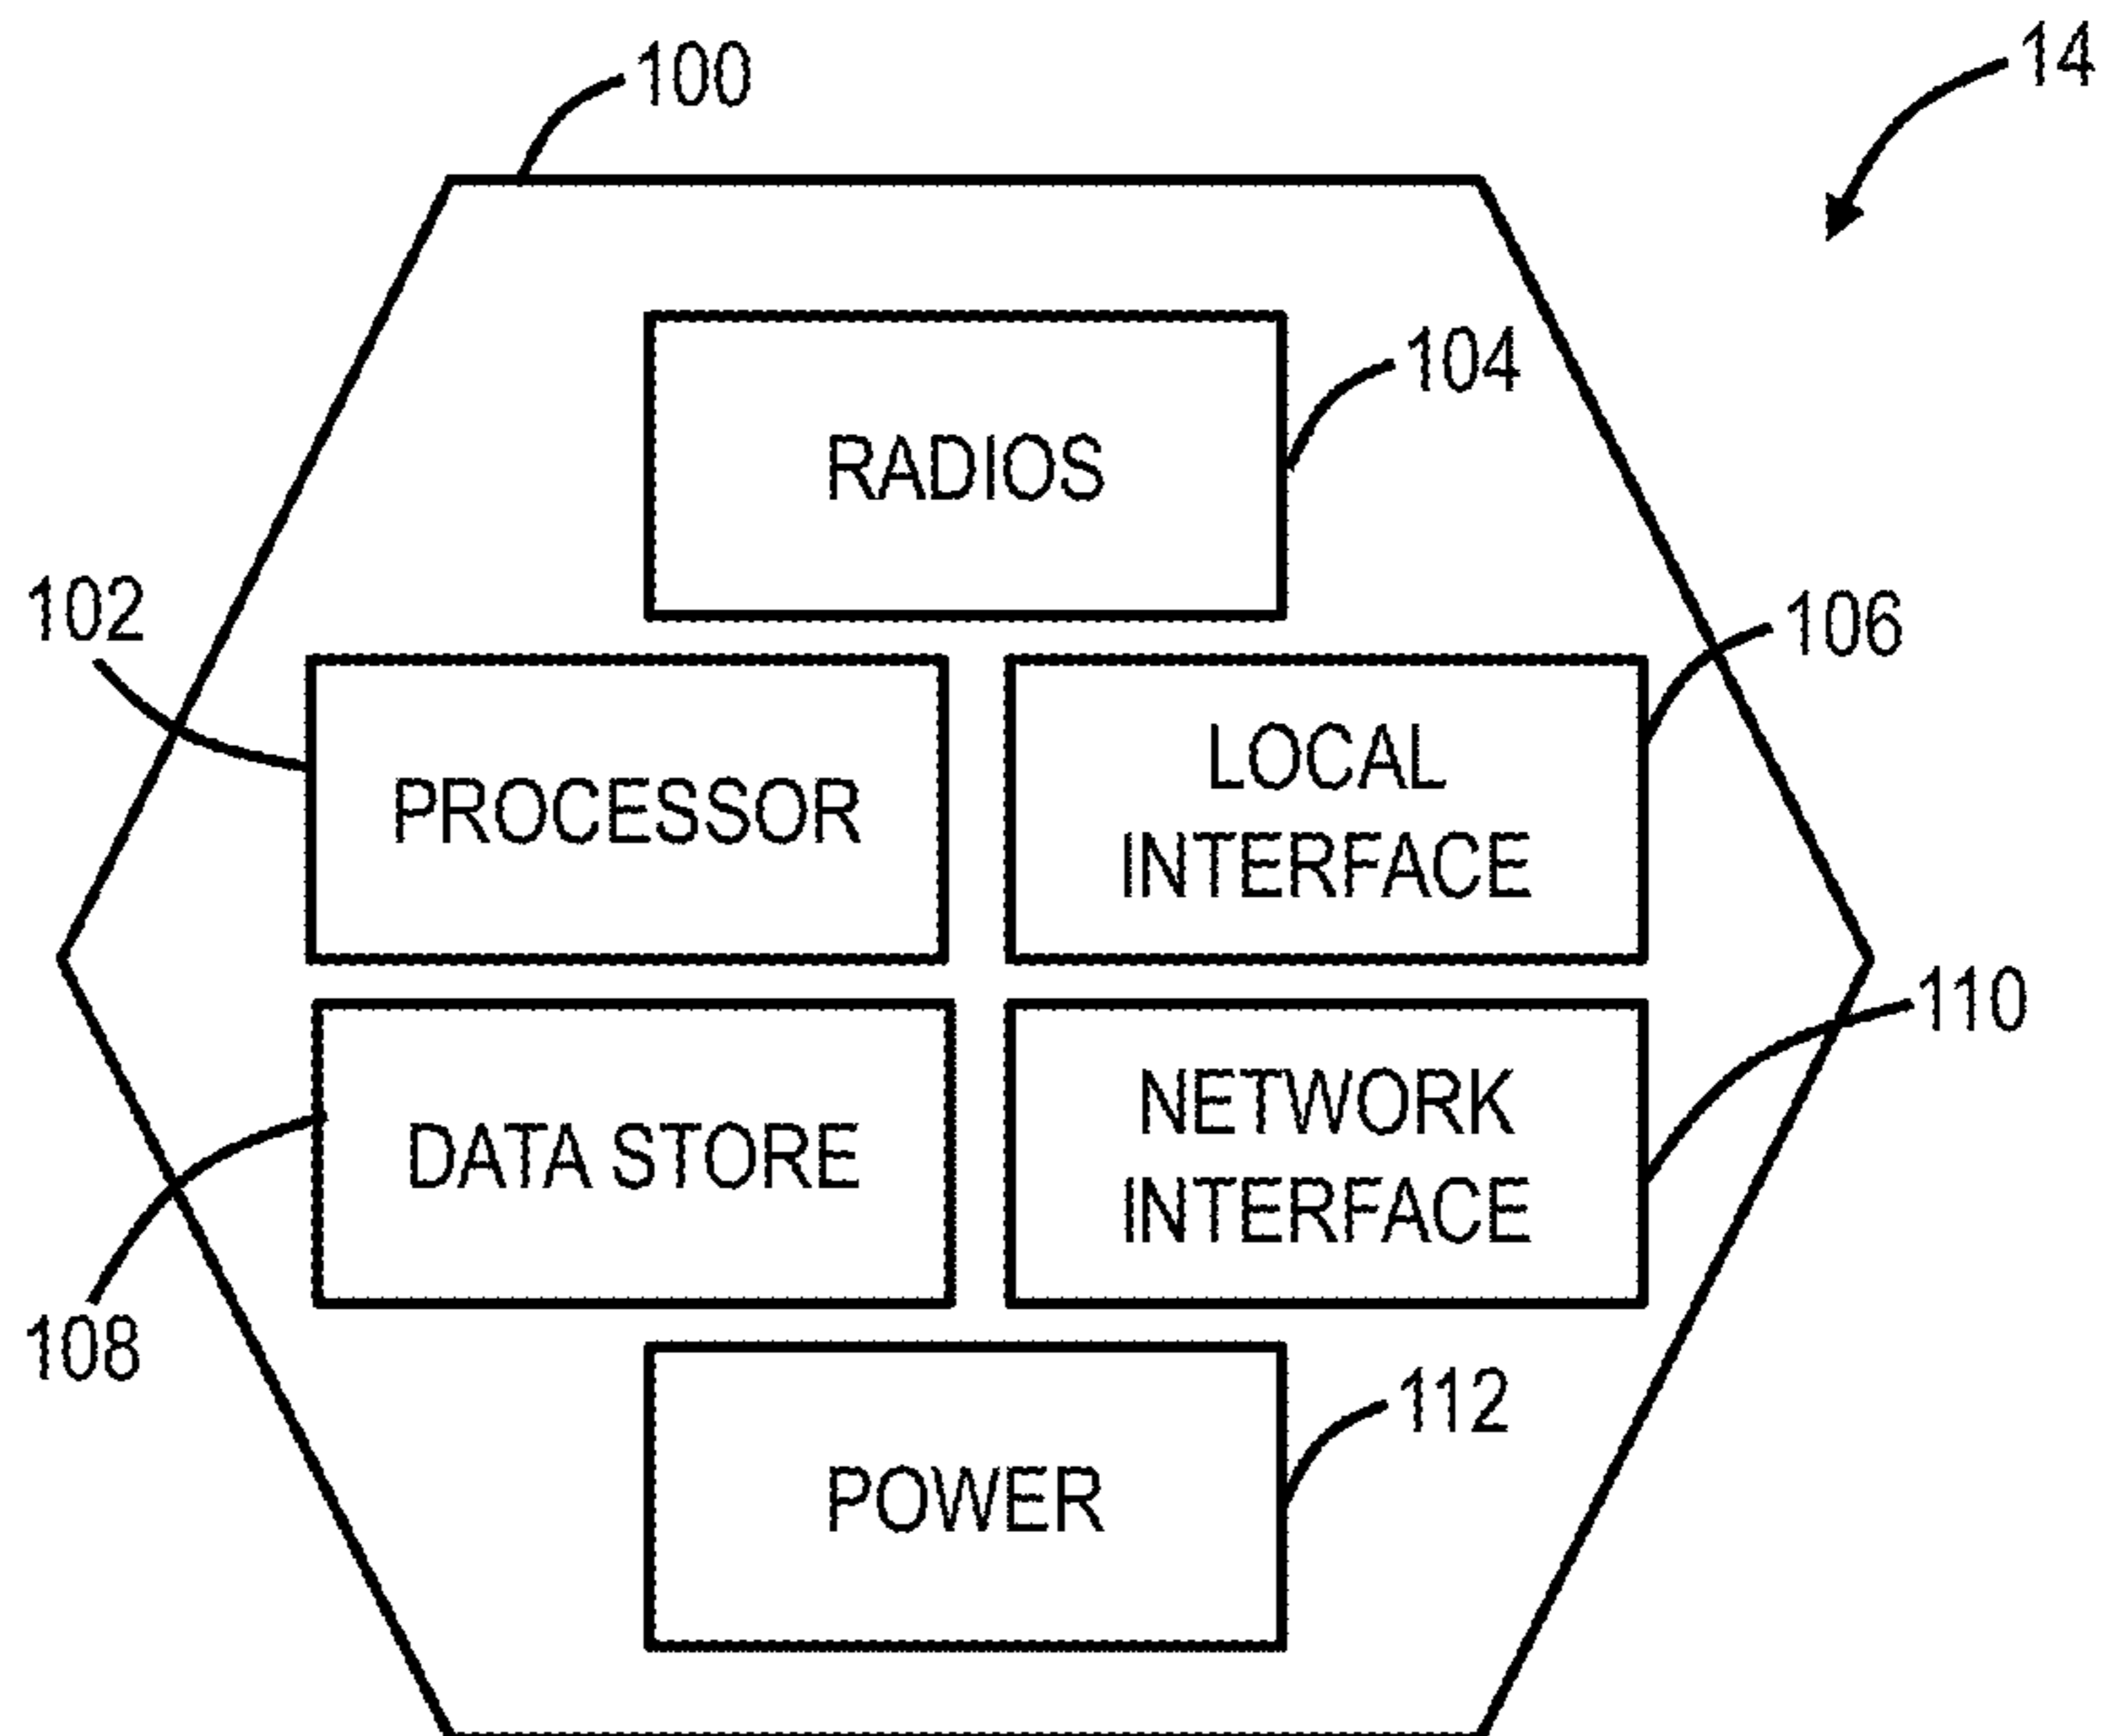 100
14
RADIOS
104
102
PROCESSOR
LOCAL
INTERFACE
106
DATA STORE
108
NETWORK
INTERFACE
110
POWER
112